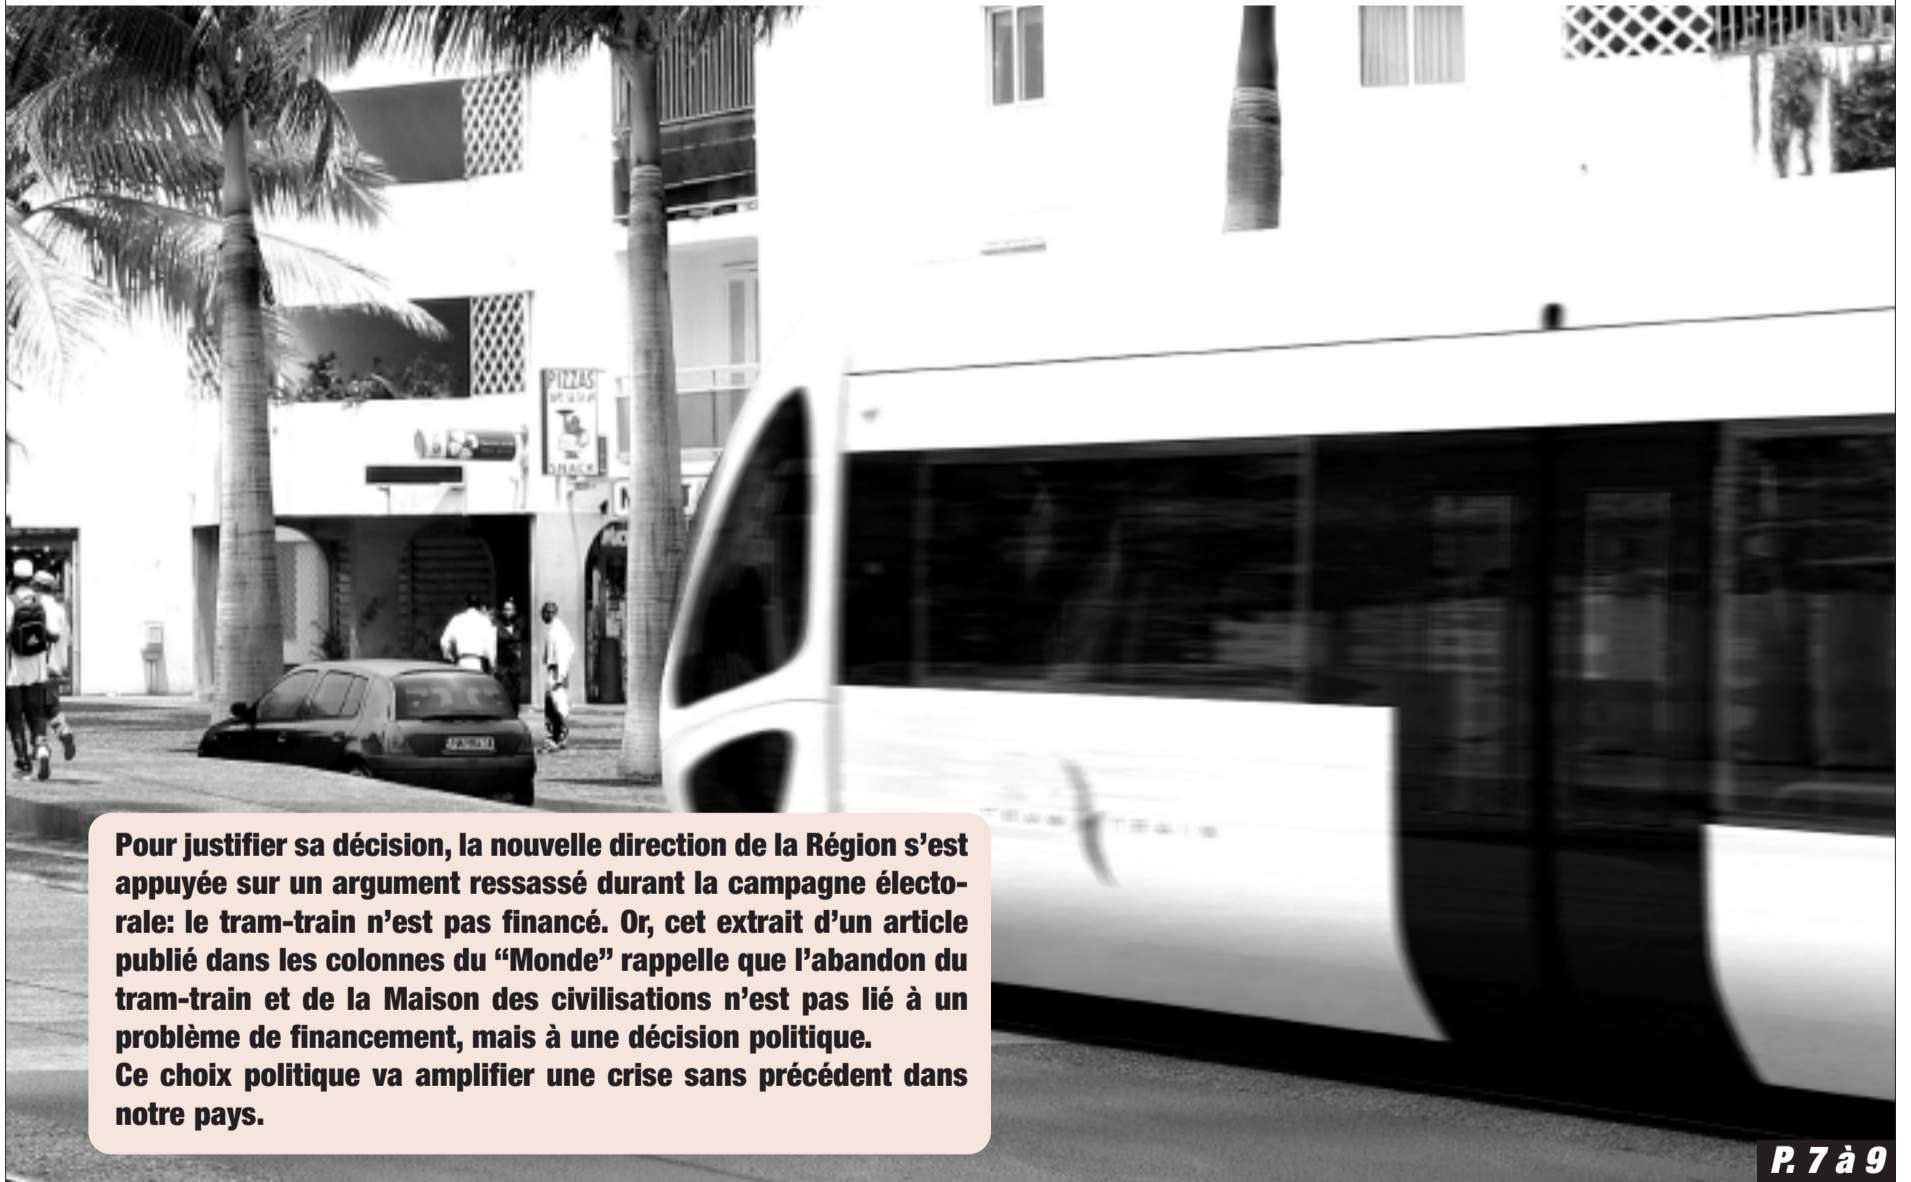 PIZZAS
SNACK
TRAM TRAIN
Pour justifier sa décision, la nouvelle direction de la Région s’est
appuyée sur un argument ressassé durant la campagne électo-
rale: le tram-train n’est pas financé. Or, cet extrait d’un article
publié dans les colonnes du “Monde” rappelle que l’abandon du
tram-train et de la Maison des civilisations n’est pas lié à un
problème de financement, mais à une décision politique.
Ce choix politique va amplifier une crise sans précédent dans
notre pays.
P. 7 à 9